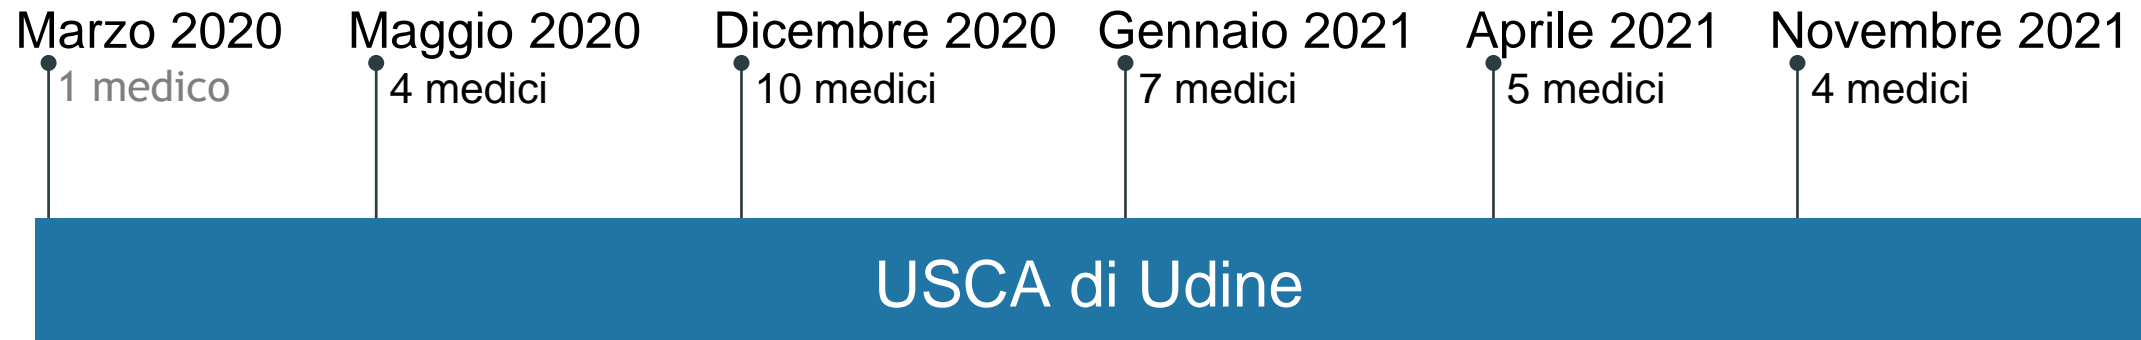 Marzo 2020
1 medico
Maggio 2020
4 medici
Dicembre 2020
10 medici
Gennaio 2021
7 medici
Aprile 2021
5 medici
Novembre 2021
4 medici
USCA di Udine